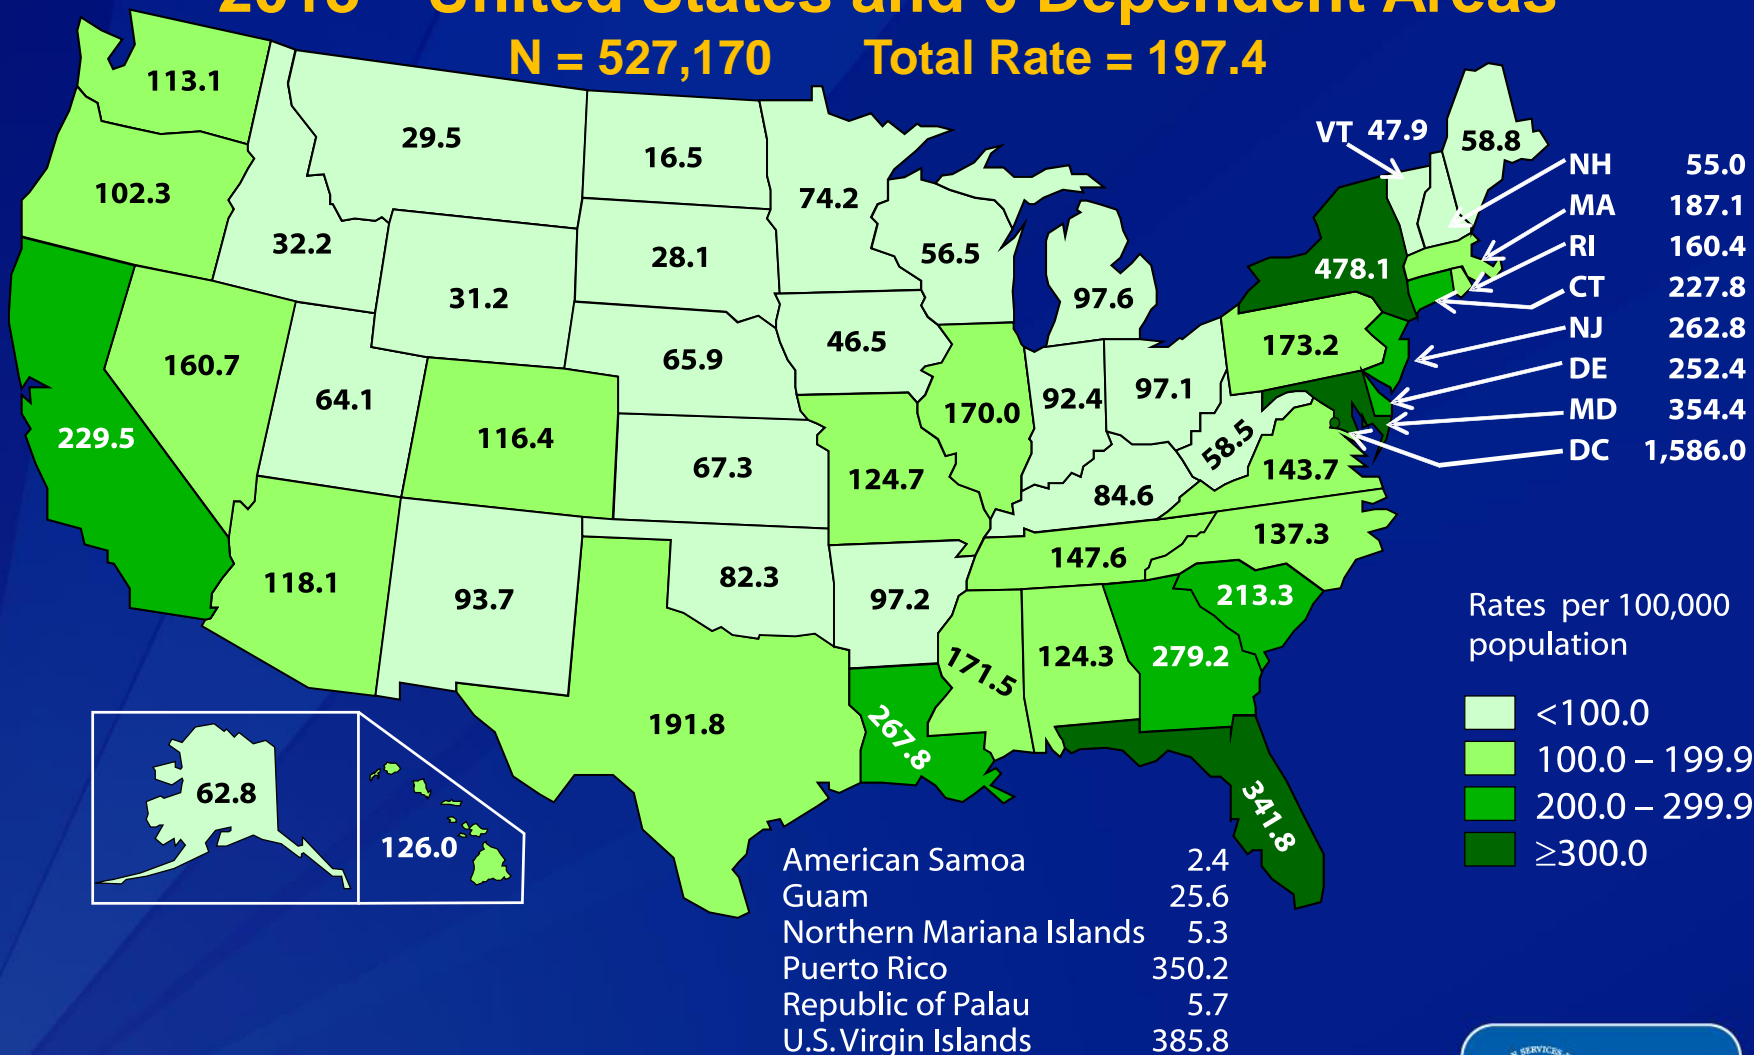 2015 United States and 6 Dependent Areas
N = 527,170 Total Rate = 197.4
113.1
102.3
29.5
16.5
74.2
VT 47.9
58.8
NH 55.0
MA 187.1
RI 160.4
CT 227.8
NJ 262.8
DE 252.4
MD 354.4
DC 1,586.0
32.2
31.2
28.1
56.5
97.6
478.1
160.7
64.1
65.9
46.5
173.2
229.5
116.4
67.3
124.7
170.0
92.4
97.1
58.5
143.7
84.6
118.1
93.7
82.3
97.2
147.6
137.3
213.3
191.8
267.8
171.5
124.3
279.2
341.8
62.8
126.0
Rates per 100,000
population
<100.0
100.0 – 199.9
200.0 – 299.9
≥300.0
American Samoa 2.4
Guam 25.6
Northern Mariana Islands 5.3
Puerto Rico 350.2
Republic of Palau 5.7
U.S. Virgin Islands 385.8